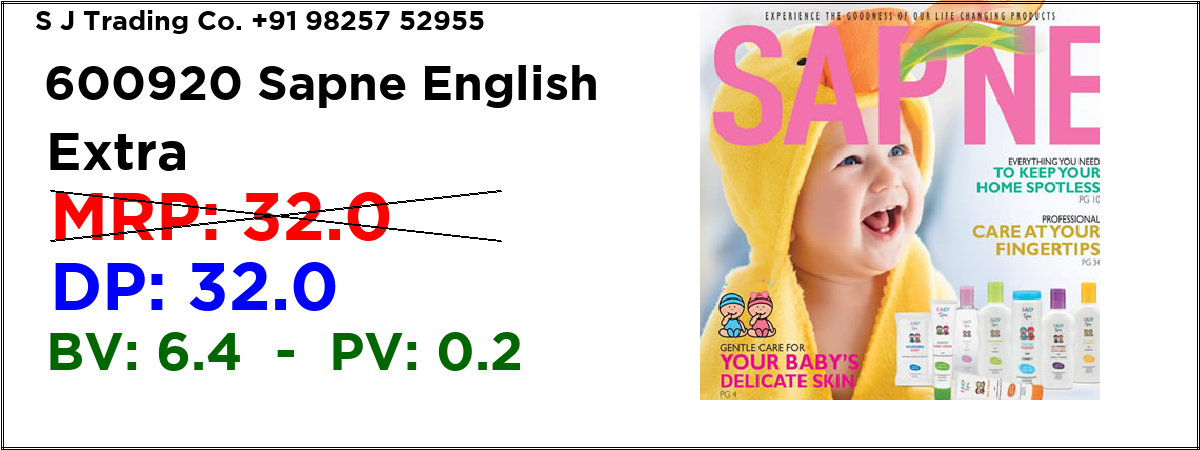 S J Trading Co. +91 98257 52955
600920 Sapne English
Extra
MRP: 32.0
DP: 32.0
BV: 6.4 - PV: 0.2
EXPERIENCE THE GOODNESS OF OUR LIFE CHANGING PRODUCTS
SAPNE
EVERYTHING YOU NEED
TO KEEP YOUR
HOME SPOTLESS
PG 10
PROFESSIONAL
CARE AT YOUR
FINGERTIPS
PG 34
GENTLE CARE FOR
YOUR BABY'S
DELICATE SKIN
PG 4